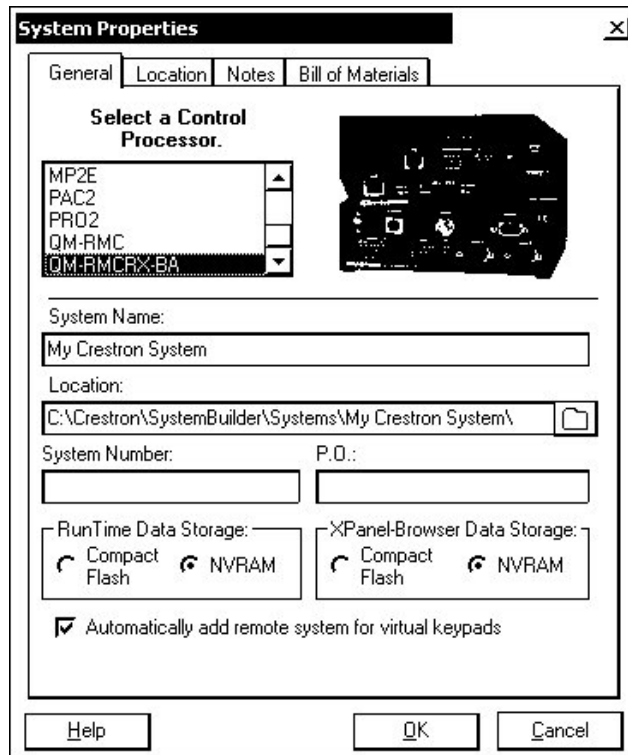 System Properties
General Location Notes Bill of Materials
Select a Control
Processor.
MP2E
PAC2
PRO2
QM-RMC
QM-RMCRX-BA
System Name:
My Crestron System
Location:
C:\Crestron\SystemBuilder\Systems\My Crestron System\
System Number: P.O.:
RunTime Data Storage: XPanel-Browser Data Storage:
Compact Flash NVRAM Compact Flash NVRAM
Automatically add remote system for virtual keypads
Help OK Cancel